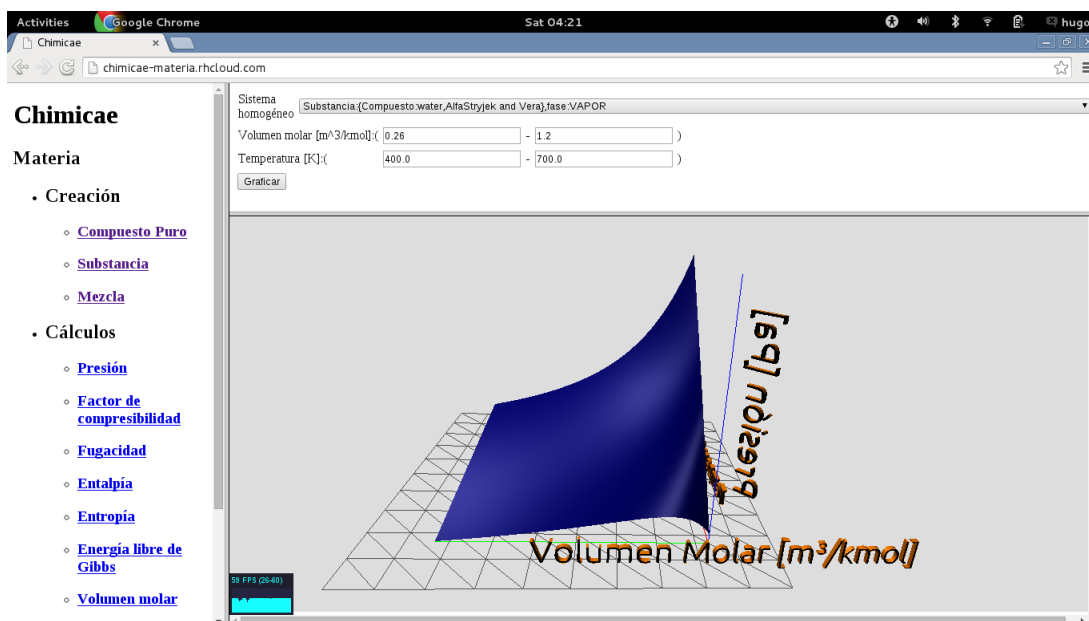 Activities Google Chrome Sat 04:21 hugo
Chimicae
chimicae-materia.rhcloud.com
Chimicae
Materia
Creación
Compuesto Puro
Substancia
Mezcla
Cálculos
Presión
Factor de
compresibilidad
Fugacidad
Entalpía
Entropía
Energía libre de
Gibbs
Volumen molar
Sistema
homogéneo
Substancia:{Compuesto:water,AlfaStryjek and Vera},fase:VAPOR
Volumen molar [m^3/kmol]:( 0.26 - 1.2 )
Temperatura [K]:( 400.0 - 700.0 )
Graficar
Presión [Pa]
Volumen Molar [m³/kmol]
59 FPS (26-60)